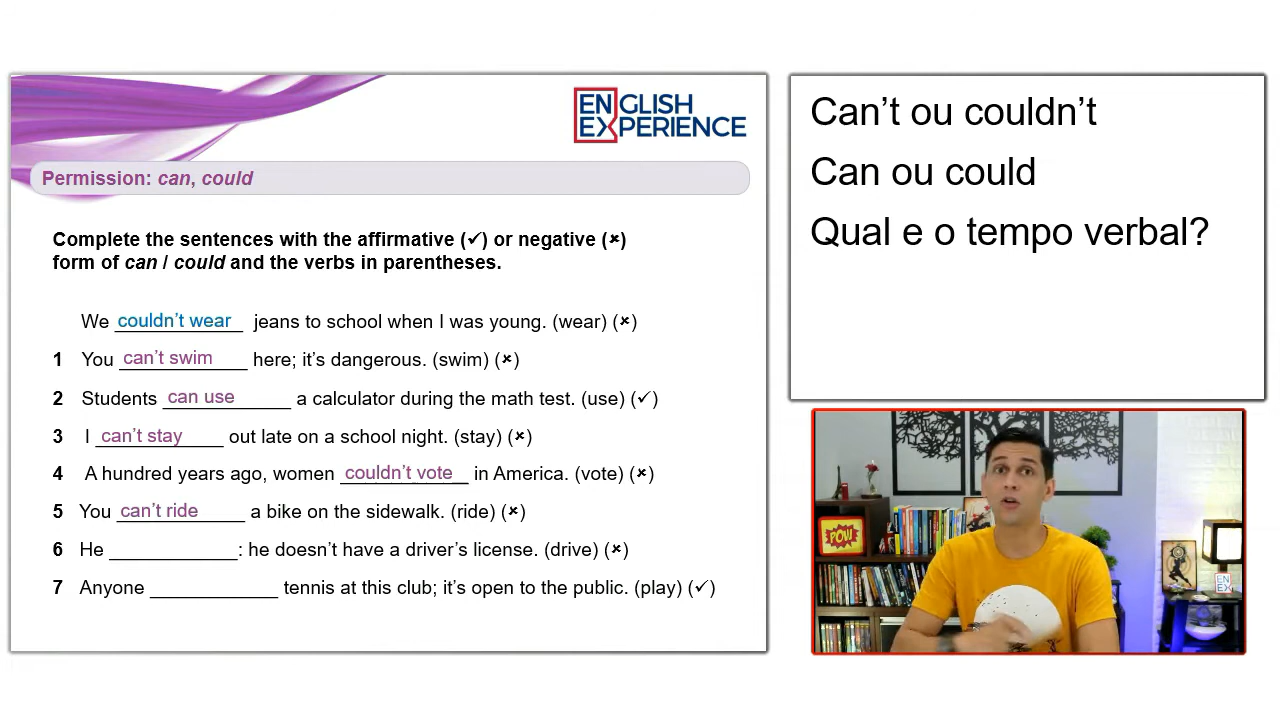 ENGLISH
EXPERIENCE
Permission: can, could
Complete the sentences with the affirmative (✓) or negative (×)
form of can / could and the verbs in parentheses.
We couldn't wear jeans to school when I was young. (wear) (×)
1 You can't swim here; it's dangerous. (swim) (×)
2 Students can use a calculator during the math test. (use) (✓)
3 I can't stay out late on a school night. (stay) (×)
4 A hundred years ago, women couldn't vote in America. (vote) (×)
5 You can't ride a bike on the sidewalk. (ride) (×)
6 He ____________: he doesn't have a driver's license. (drive) (×)
7 Anyone ____________ tennis at this club; it's open to the public. (play) (✓)
Can't ou couldn't
Can ou could
Qual e o tempo verbal?
POW!
EN
EX